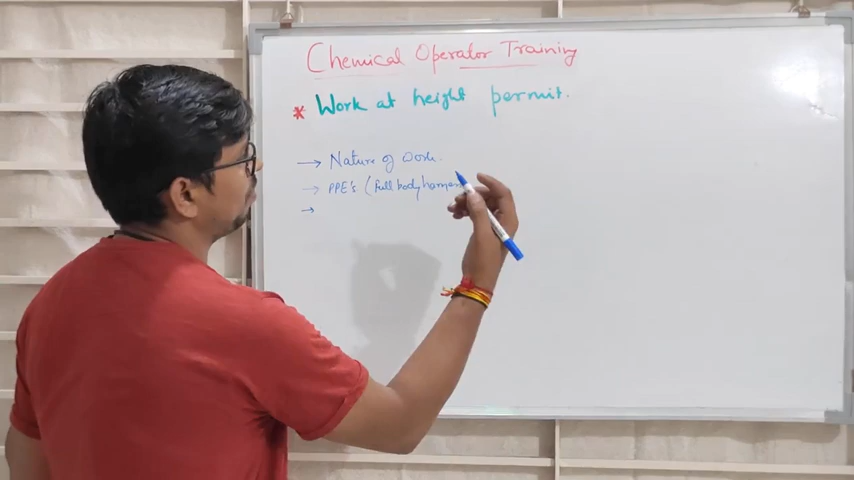 Chemical Operator Training
* Work at height permit.
→ Nature of work.
→ PPE's (Full body harness
→